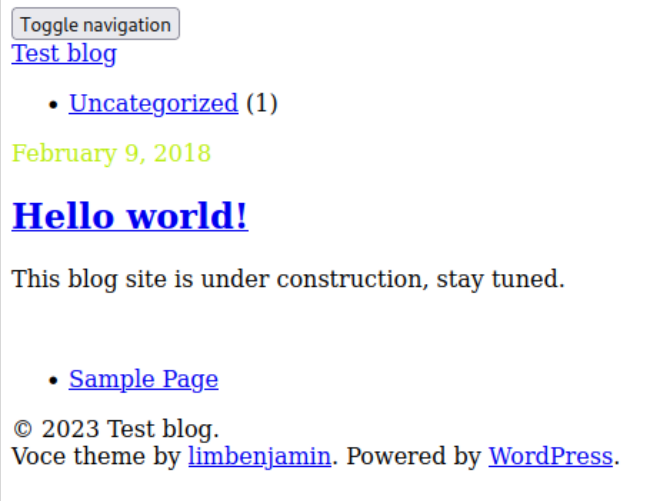 Toggle navigation
Test blog
• Uncategorized (1)
February 9, 2018
Hello world!
This blog site is under construction, stay tuned.
• Sample Page
© 2023 Test blog.
Voce theme by limbenjamin. Powered by WordPress.